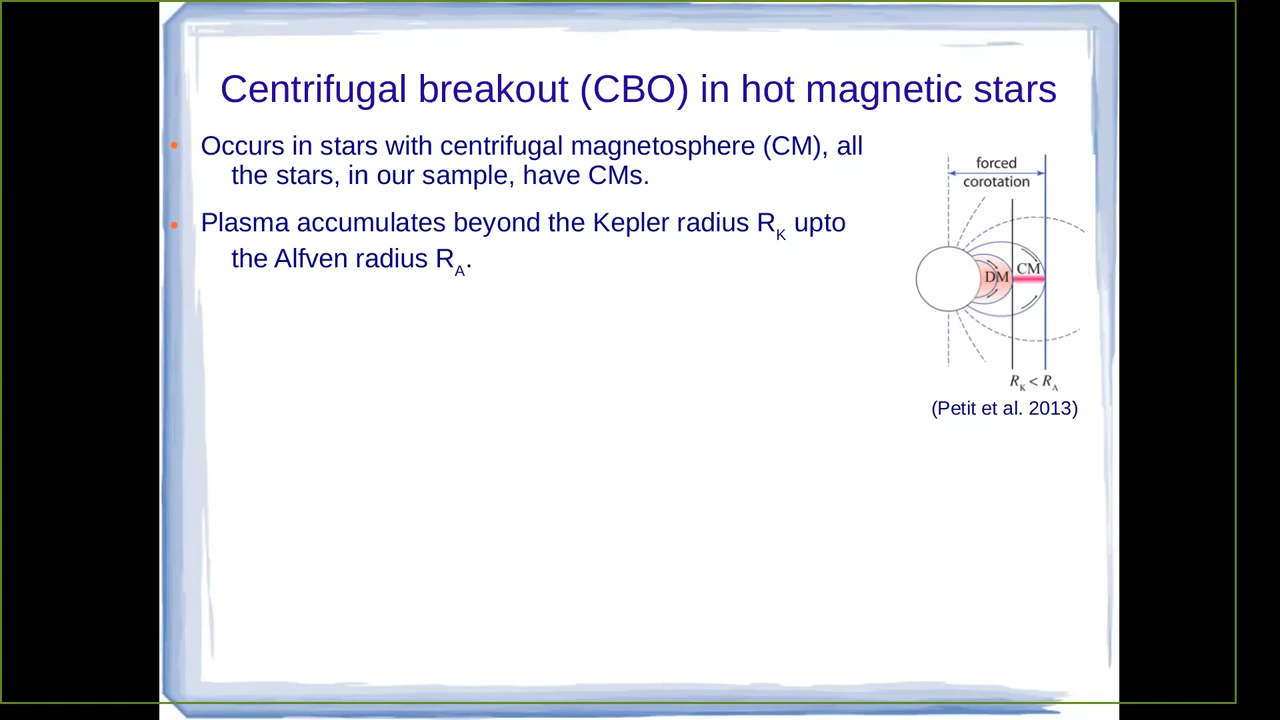 Centrifugal breakout (CBO) in hot magnetic stars
• Occurs in stars with centrifugal magnetosphere (CM), all
the stars, in our sample, have CMs.
• Plasma accumulates beyond the Kepler radius R_K upto
the Alfven radius R_A.
forced
corotation
DM CM
R_K < R_A
(Petit et al. 2013)